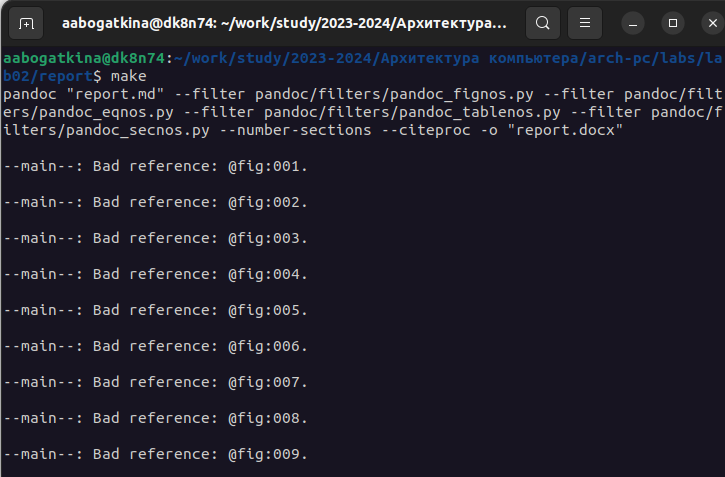 aabogatkina@dk8n74: ~/work/study/2023-2024/Архитектура...
aabogatkina@dk8n74:~/work/study/2023-2024/Архитектура компьютера/arch-pc/labs/la
b02/report$ make
pandoc "report.md" --filter pandoc/filters/pandoc_fignos.py --filter pandoc/filt
ers/pandoc_eqnos.py --filter pandoc/filters/pandoc_tablenos.py --filter pandoc/f
ilters/pandoc_secnos.py --number-sections --citeproc -o "report.docx"
--main--: Bad reference: @fig:001.
--main--: Bad reference: @fig:002.
--main--: Bad reference: @fig:003.
--main--: Bad reference: @fig:004.
--main--: Bad reference: @fig:005.
--main--: Bad reference: @fig:006.
--main--: Bad reference: @fig:007.
--main--: Bad reference: @fig:008.
--main--: Bad reference: @fig:009.